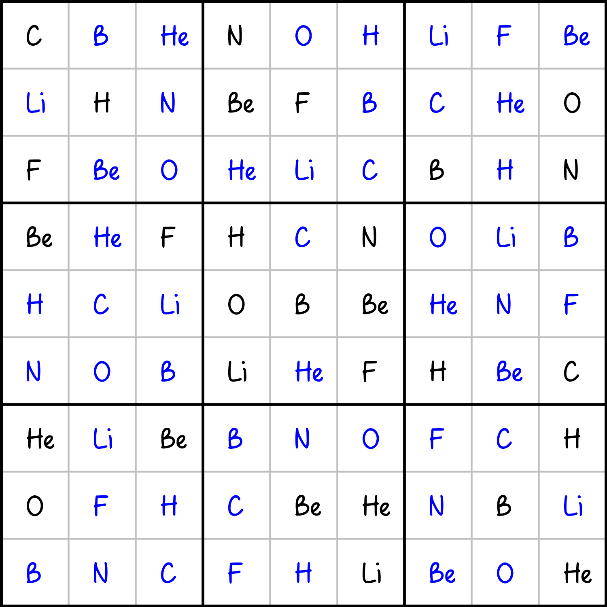 C B He N O H Li F Be
Li H N Be F B C He O
F Be O He Li C B H N
Be He F H C N O Li B
H C Li O B Be He N F
N O B Li He F H Be C
He Li Be B N O F C H
O F H C Be He N B Li
B N C F H Li Be O He